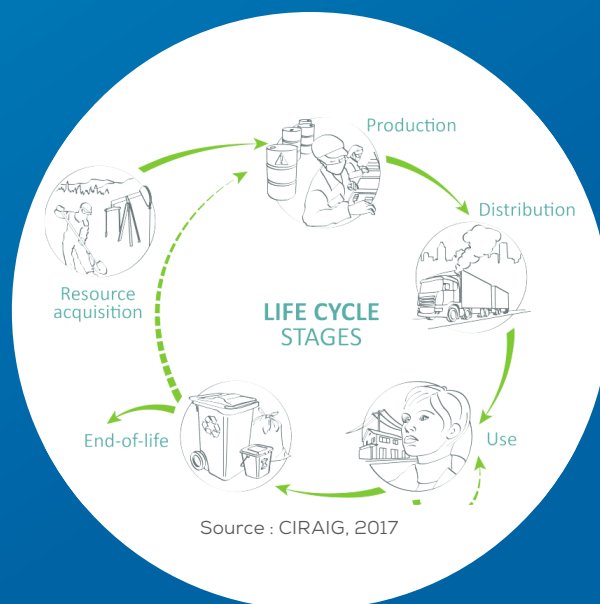 Production
Distribution
Resource
acquisition
LIFE CYCLE
STAGES
End-of-life
Use
Source : CIRAIG, 2017